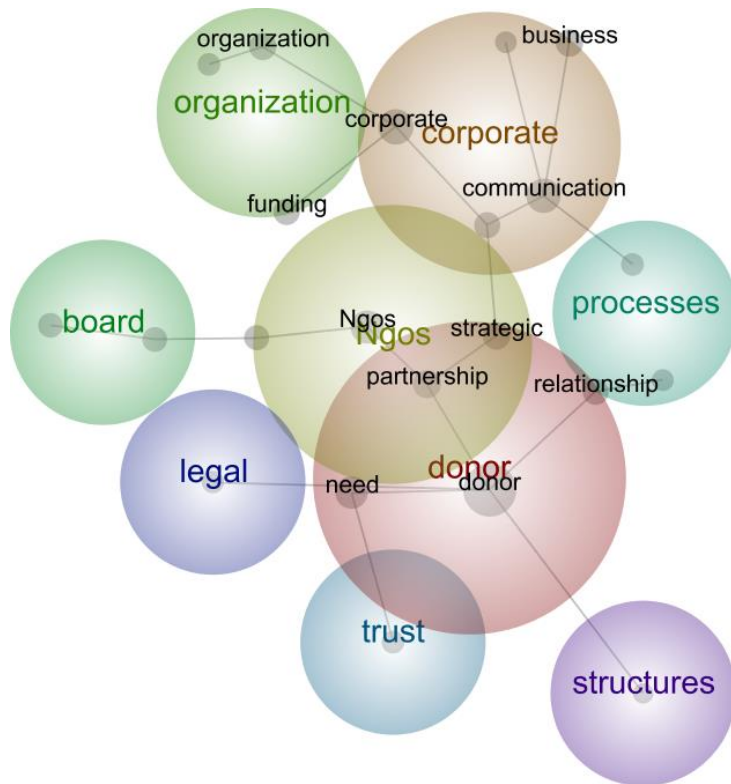 organization
business
organization
corporate
corporate
communication
funding
processes
board
Ngos
Ngos
strategic
partnership
relationship
legal
donor
need
donor
trust
structures